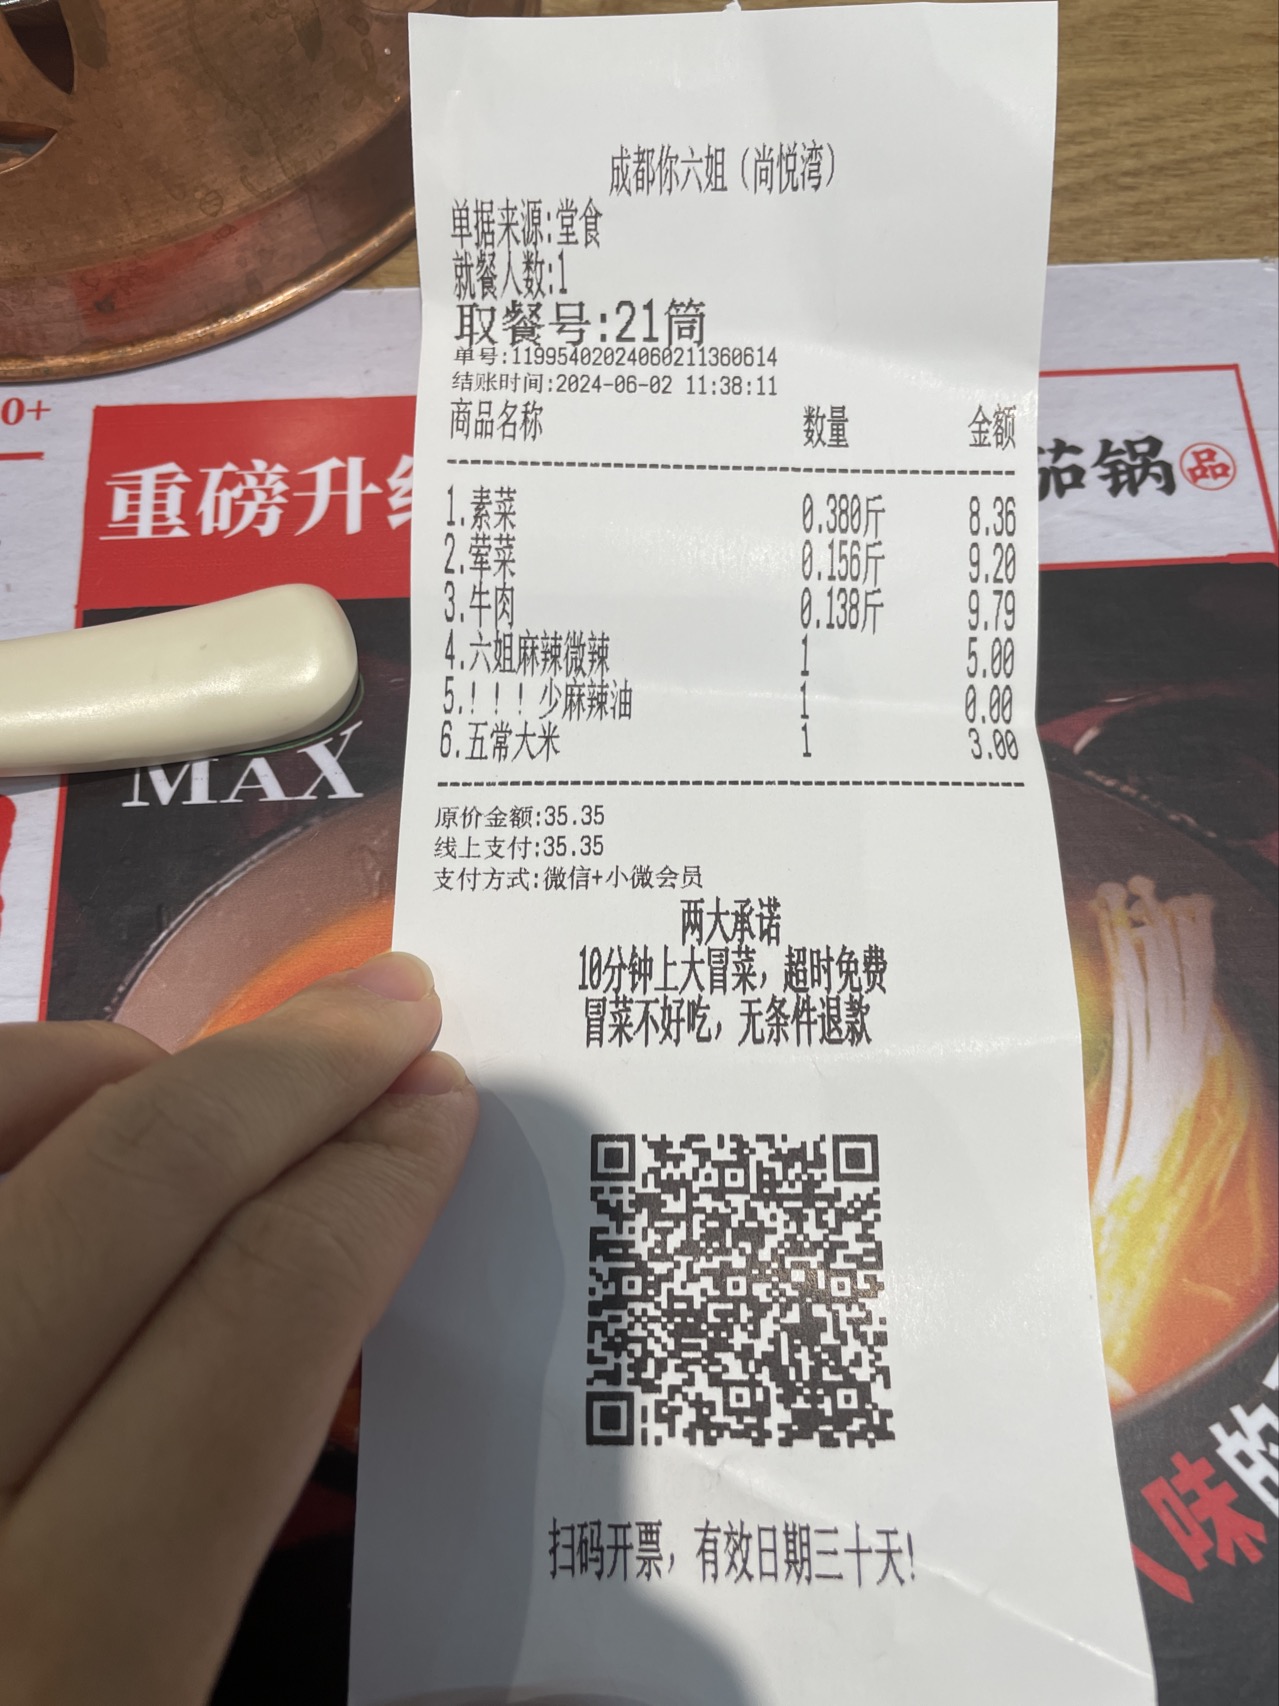 成都你六姐（尚悦湾）
单据来源:堂食
就餐人数:1
取餐号:21筒
单号:11995402024060211360614
结账时间:2024-06-02 11:38:11
商品名称 数量 金额
1.素菜 0.380斤 8.36
2.荤菜 0.156斤 9.20
3.牛肉 0.138斤 9.79
4.六姐麻辣微辣 1 5.00
5.！！！少麻辣油 1 0.00
6.五常大米 1 3.00
原价金额:35.35
线上支付:35.35
支付方式:微信+小微会员
两大承诺
10分钟上大冒菜，超时免费
冒菜不好吃，无条件退款
扫码开票，有效日期三十天!
0+
重磅升级
茄锅 品
MAX
味的